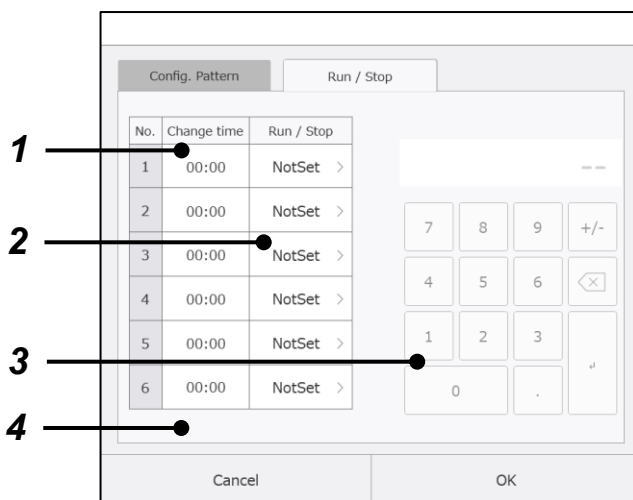 Config. Pattern Run / Stop
No. Change time Run / Stop
1 00:00 NotSet >
2 00:00 NotSet >
3 00:00 NotSet >
4 00:00 NotSet >
5 00:00 NotSet >
6 00:00 NotSet >
--
7 8 9 +/-
4 5 6
1 2 3
0 .
Cancel OK
1
2
3
4